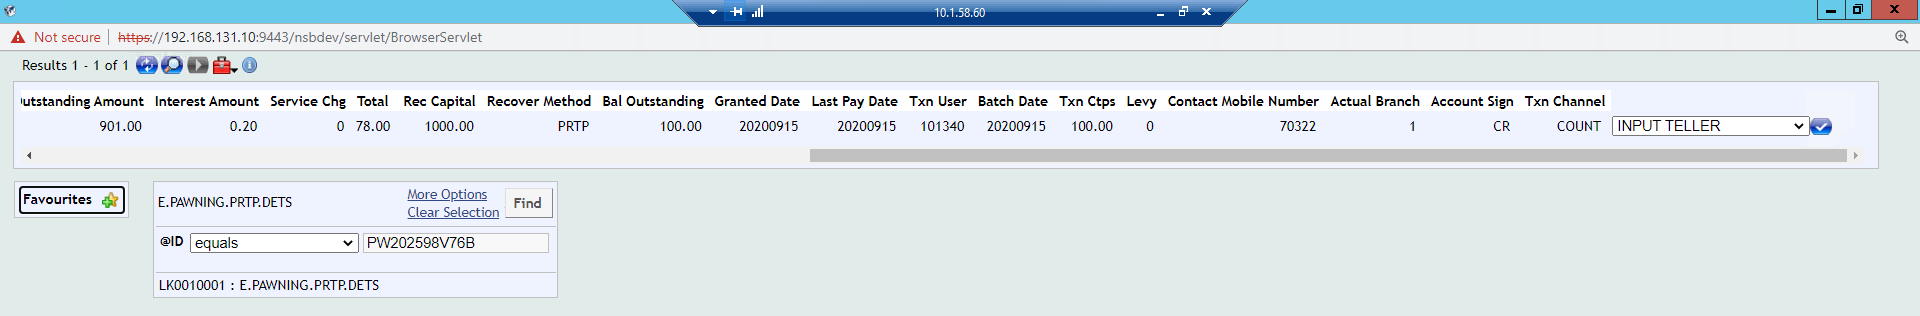 10.1.58.60
Not secure | https://192.168.131.10:9443/nsbdev/servlet/BrowserServlet
Results 1 - 1 of 1
utstanding Amount Interest Amount Service Chg Total Rec Capital Recover Method Bal Outstanding Granted Date Last Pay Date Txn User Batch Date Txn Ctps Levy Contact Mobile Number Actual Branch Account Sign Txn Channel
901.00 0.20 0 78.00 1000.00 PRTP 100.00 20200915 20200915 101340 20200915 100.00 0 70322 1 CR COUNT INPUT TELLER
Favourites
E.PAWNING.PRTP.DETS
More Options
Clear Selection
Find
@ID equals PW202598V76B
LK0010001 : E.PAWNING.PRTP.DETS